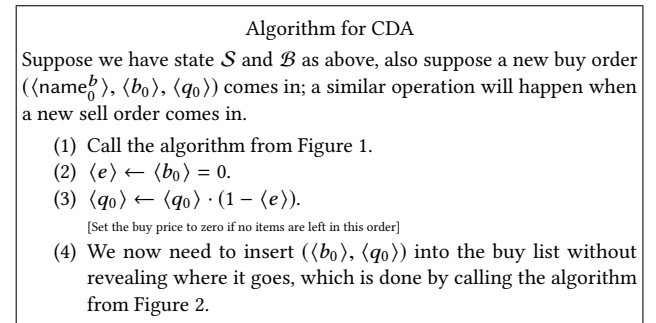 Algorithm for CDA
Suppose we have state 𝒮 and ℬ as above, also suppose a new buy order
(⟨name₀ᵇ⟩, ⟨b₀⟩, ⟨q₀⟩) comes in; a similar operation will happen when
a new sell order comes in.
(1) Call the algorithm from Figure 1.
(2) ⟨e⟩ ← ⟨b₀⟩ = 0.
(3) ⟨q₀⟩ ← ⟨q₀⟩ · (1 − ⟨e⟩).
[Set the buy price to zero if no items are left in this order]
(4) We now need to insert (⟨b₀⟩, ⟨q₀⟩) into the buy list without
revealing where it goes, which is done by calling the algorithm
from Figure 2.